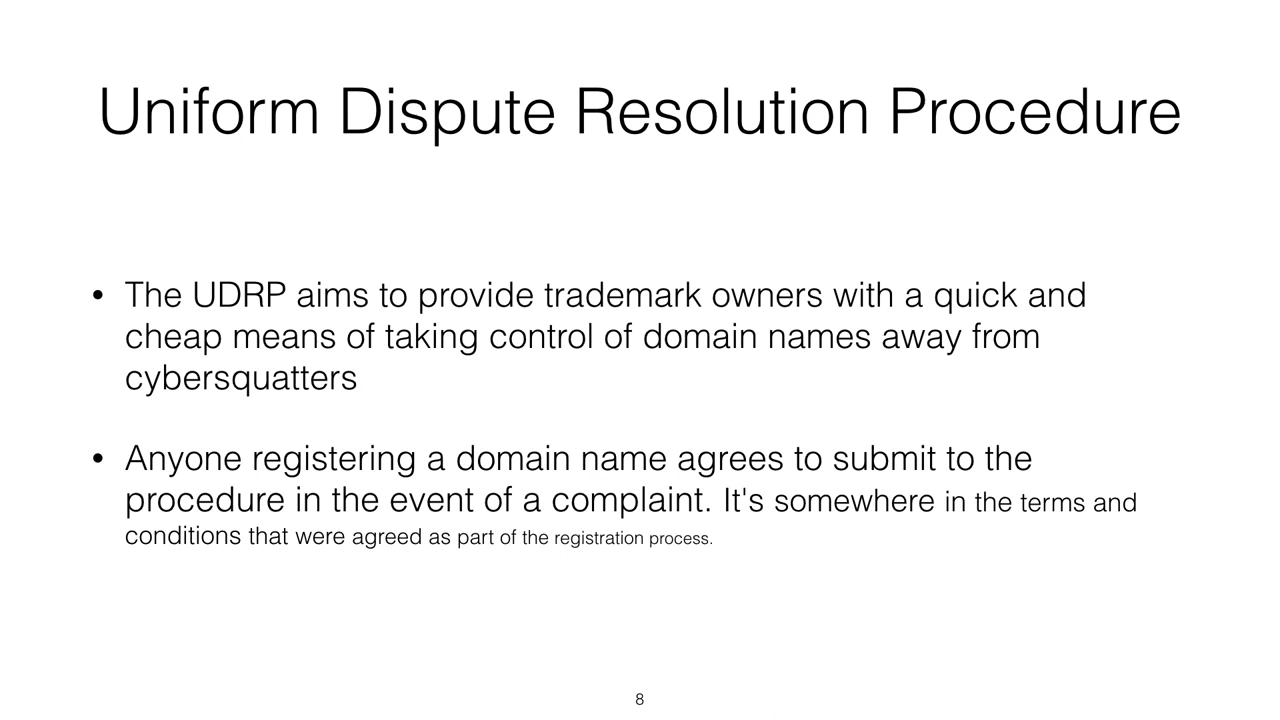 Uniform Dispute Resolution Procedure
• The UDRP aims to provide trademark owners with a quick and
cheap means of taking control of domain names away from
cybersquatters
• Anyone registering a domain name agrees to submit to the
procedure in the event of a complaint. It's somewhere in the terms and
conditions that were agreed as part of the registration process.
8